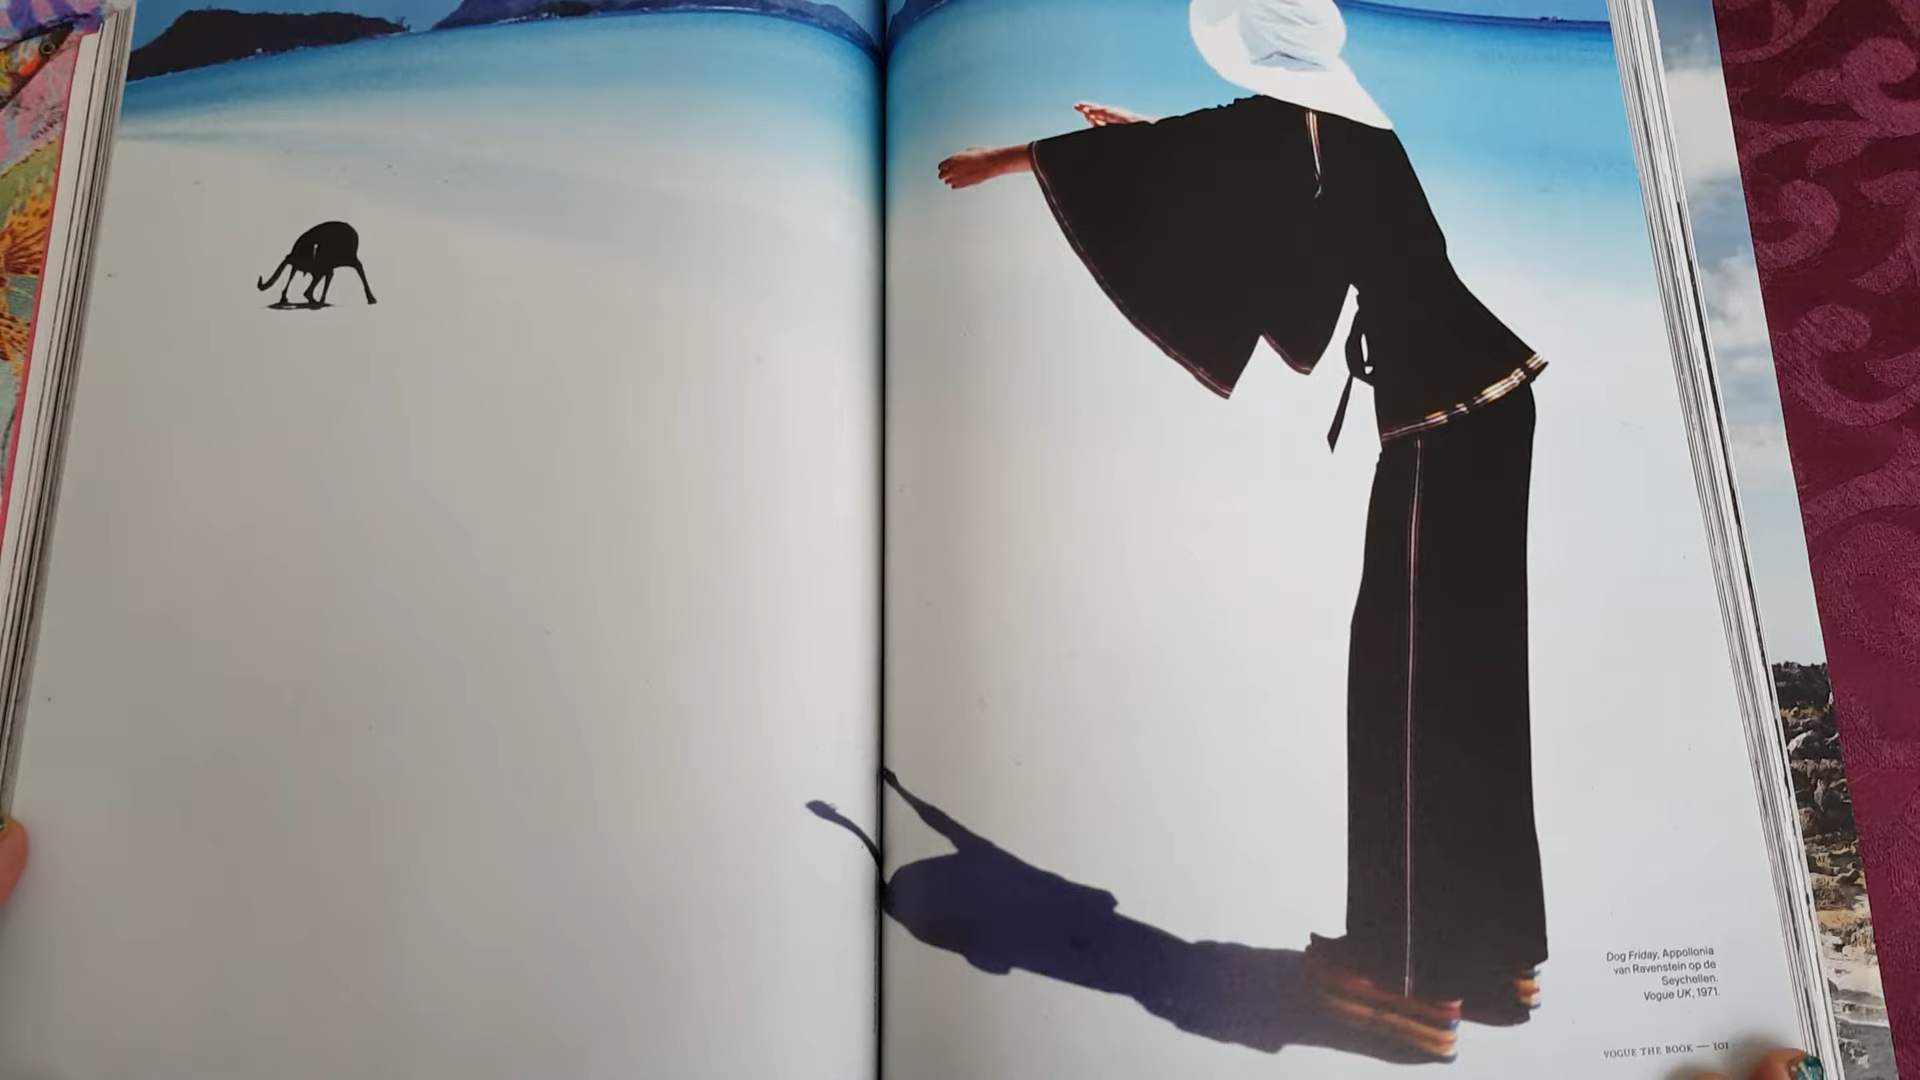 Dog Friday, Appollonia
van Ravenstein op de
Seychellen.
Vogue UK, 1971.
VOGUE THE BOOK — 101